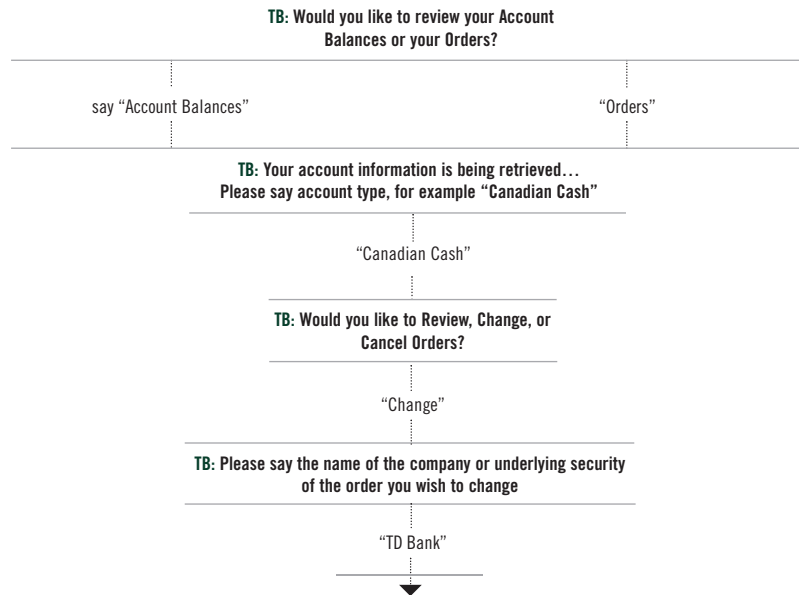 TB: Would you like to review your Account
Balances or your Orders?
say “Account Balances”
“Orders”
TB: Your account information is being retrieved…
Please say account type, for example “Canadian Cash”
“Canadian Cash”
TB: Would you like to Review, Change, or
Cancel Orders?
“Change”
TB: Please say the name of the company or underlying security
of the order you wish to change
“TD Bank”